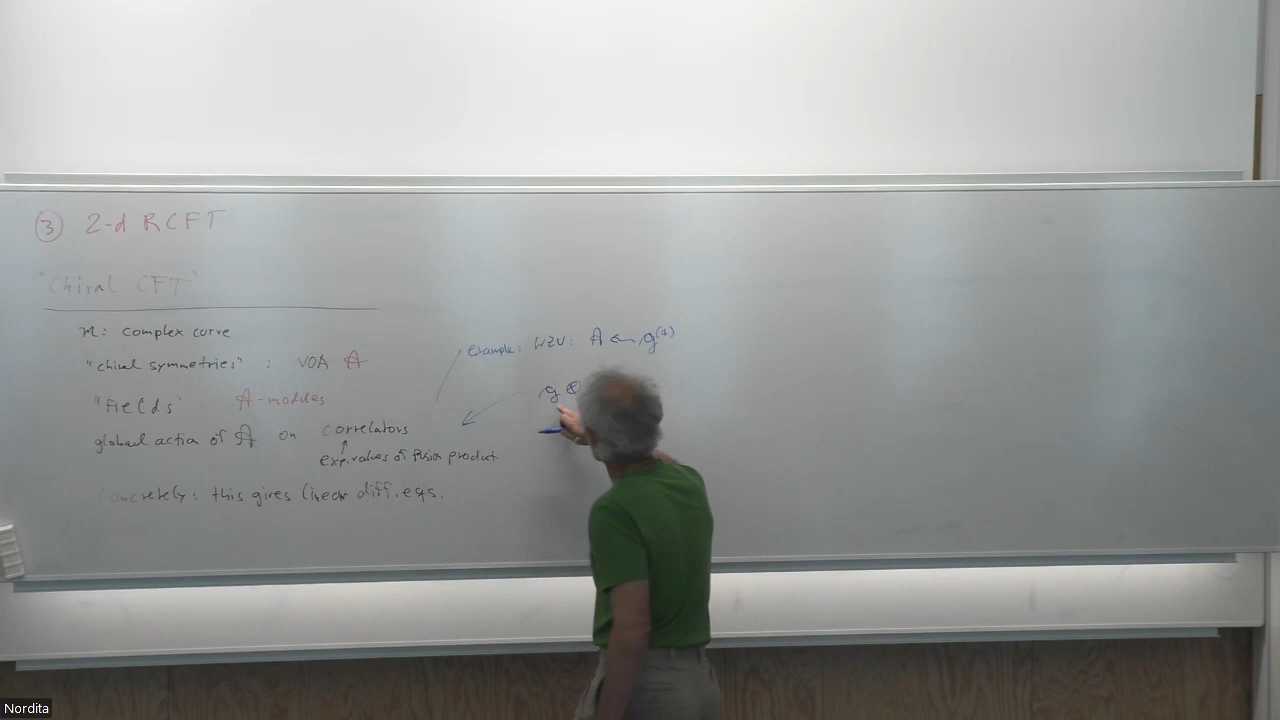 ③ 2-d RCFT
"Chiral CFT"
M: complex curve
"chiral symmetries" : VOA 𝔸
"Fields" 𝔸-modules
global action of 𝔸 on correlators
↑
exp. values of fusion product
Concretely: this gives linear diff. eqs.
example: WZW: 𝔸 ← g⁽¹⁾
g ⊗
Nordita